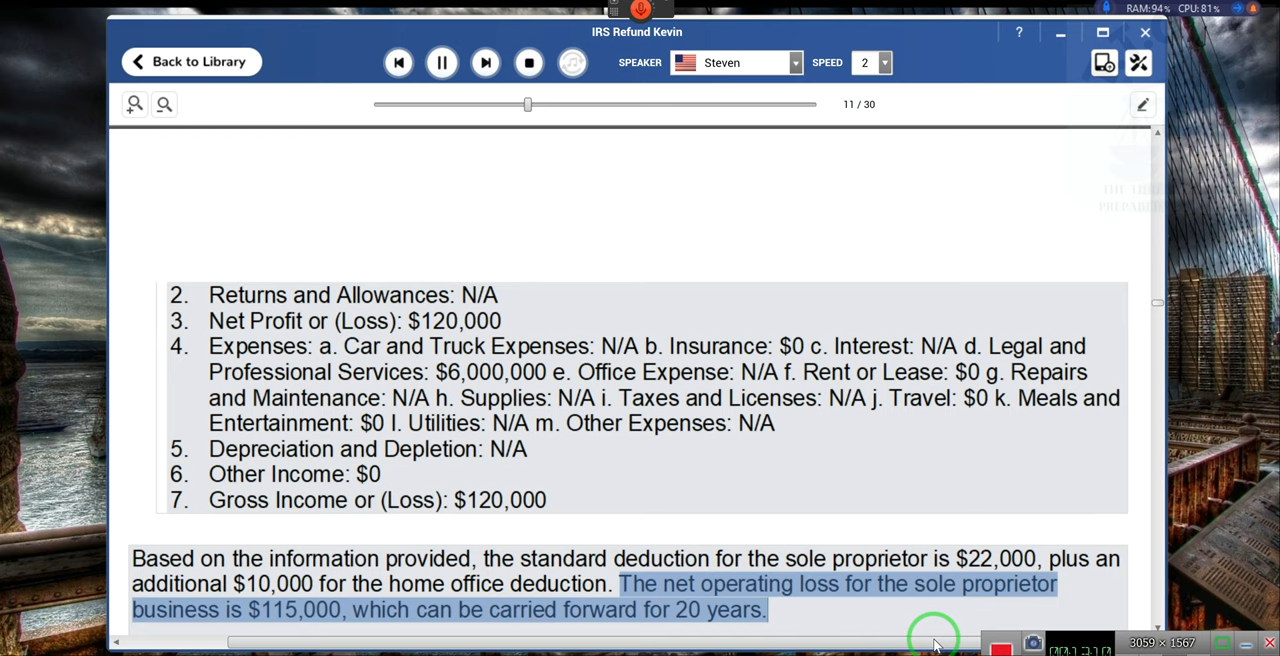 RAM:94% CPU:81%
IRS Refund Kevin
?
Back to Library
SPEAKER
Steven
SPEED
2
11 / 30
2. Returns and Allowances: N/A
3. Net Profit or (Loss): $120,000
4. Expenses: a. Car and Truck Expenses: N/A b. Insurance: $0 c. Interest: N/A d. Legal and
Professional Services: $6,000,000 e. Office Expense: N/A f. Rent or Lease: $0 g. Repairs
and Maintenance: N/A h. Supplies: N/A i. Taxes and Licenses: N/A j. Travel: $0 k. Meals and
Entertainment: $0 l. Utilities: N/A m. Other Expenses: N/A
5. Depreciation and Depletion: N/A
6. Other Income: $0
7. Gross Income or (Loss): $120,000
Based on the information provided, the standard deduction for the sole proprietor is $22,000, plus an
additional $10,000 for the home office deduction. The net operating loss for the sole proprietor
business is $115,000, which can be carried forward for 20 years.
3059 × 1567